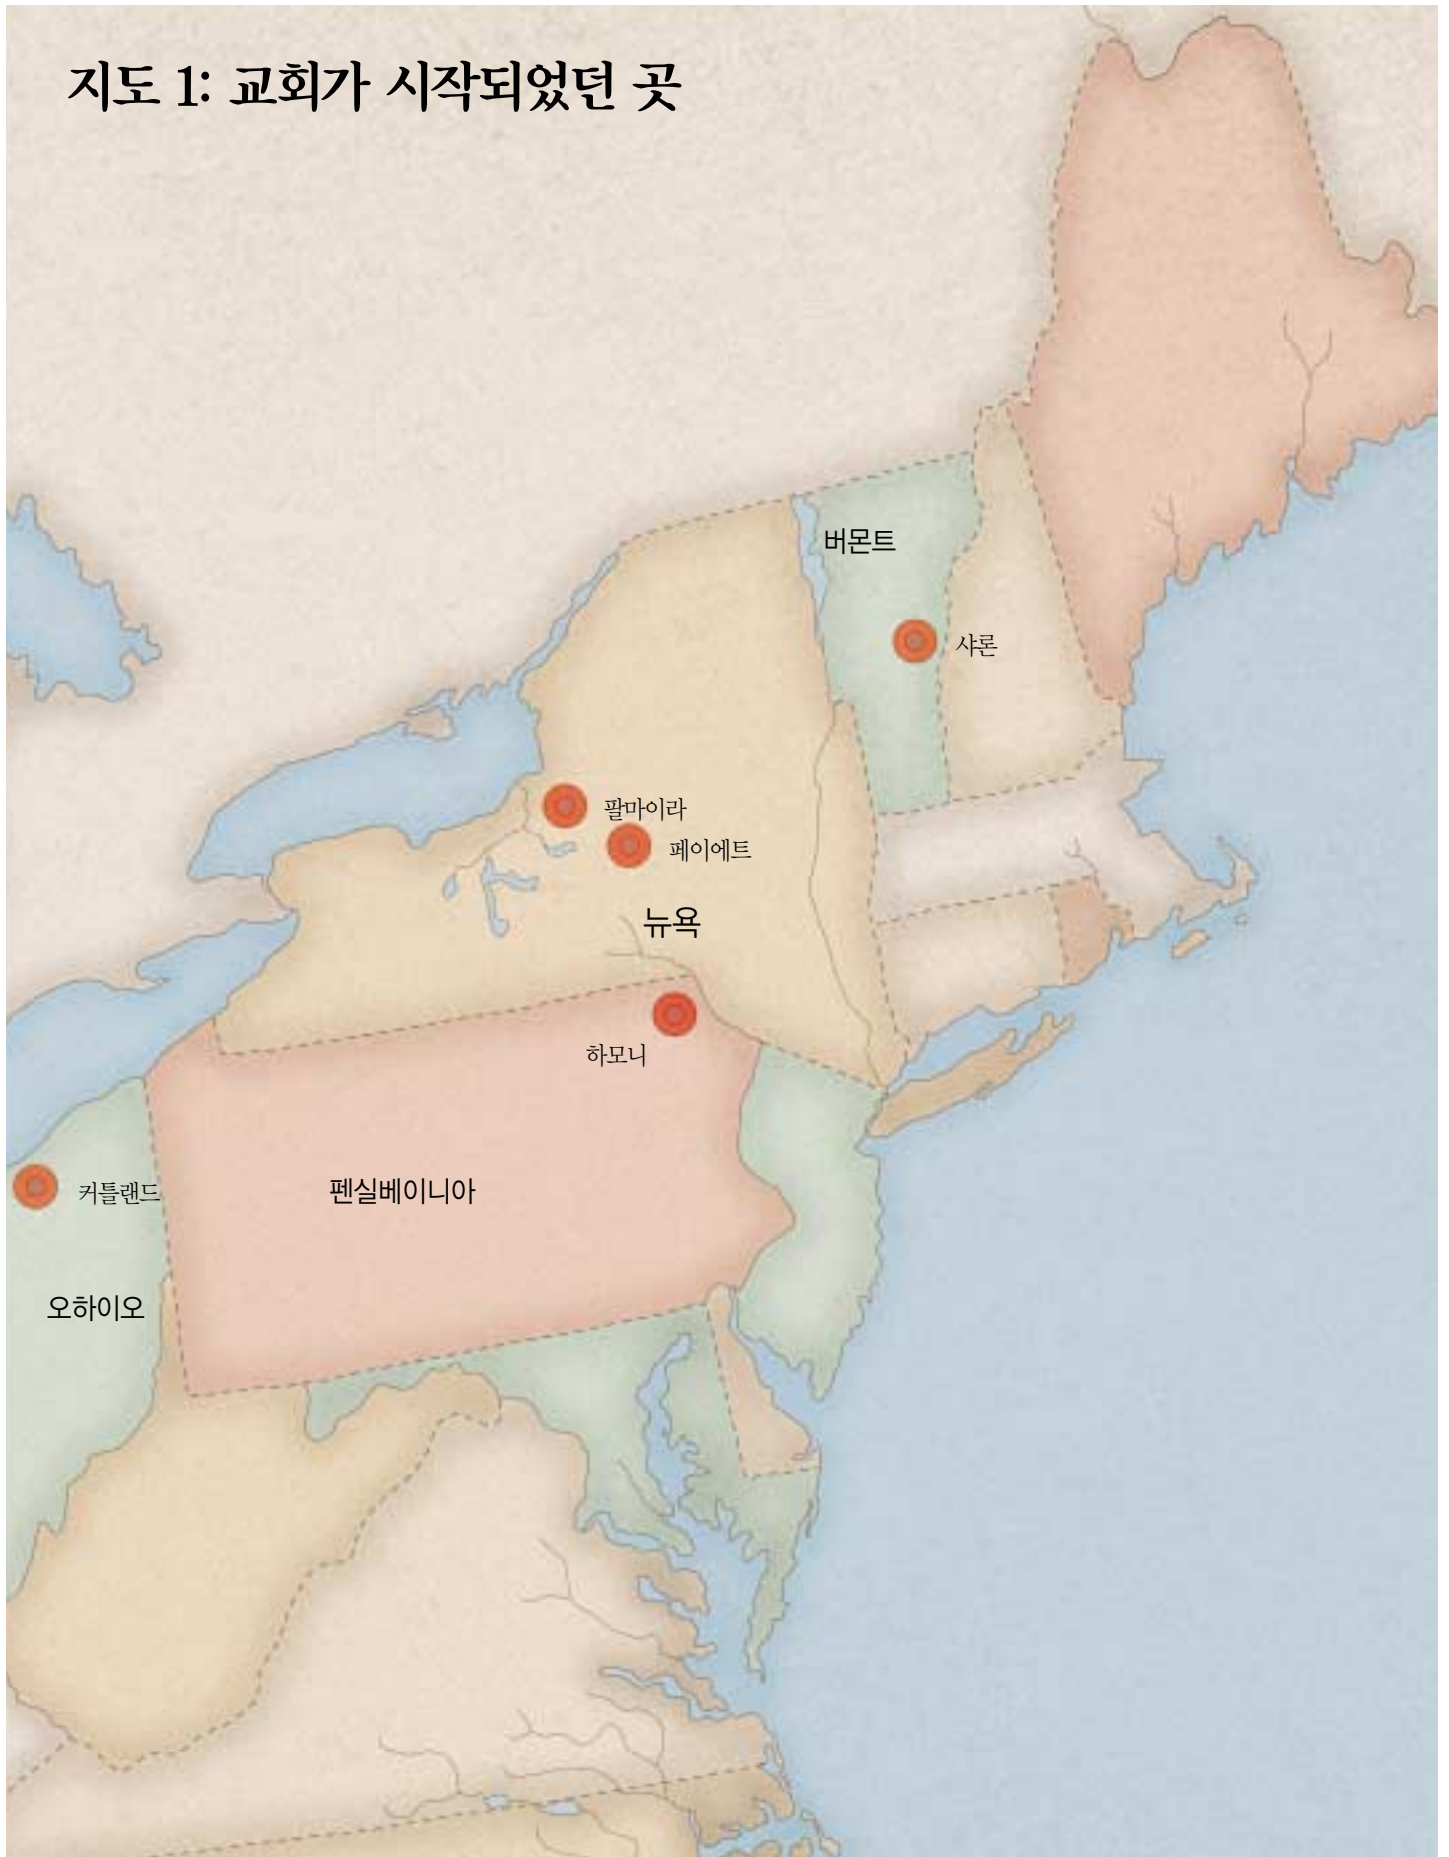 지도 1: 교회가 시작되었던 곳
버몬트
샤론
팔마이라
페이에트
뉴욕
하모니
커틀랜드
펜실베이니아
오하이오